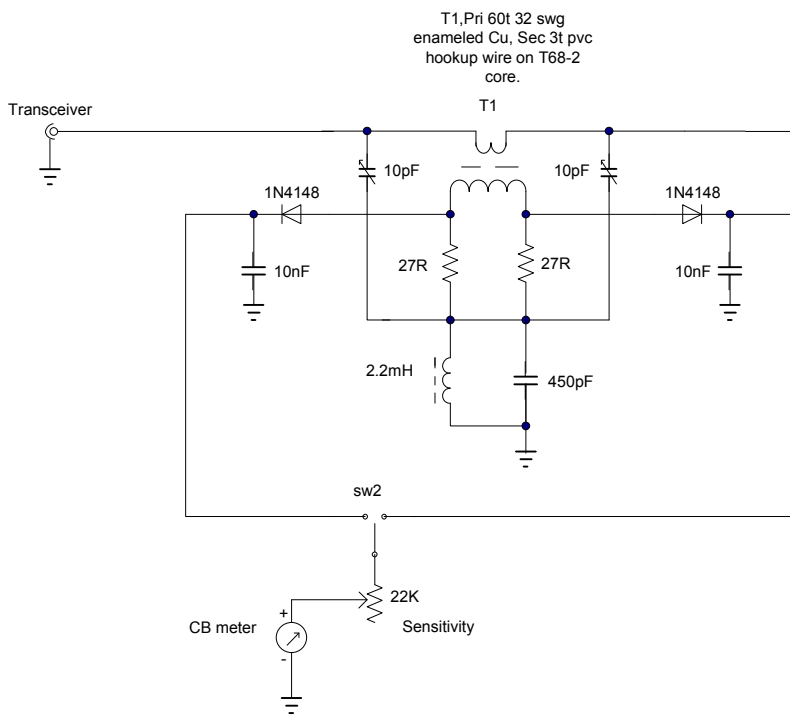 T1,Pri 60t 32 swg
enameled Cu, Sec 3t pvc
hookup wire on T68-2
core.
T1
Transceiver
10pF
10pF
1N4148
1N4148
10nF
27R
27R
10nF
2.2mH
450pF
sw2
22K
+
CB meter
Sensitivity
-